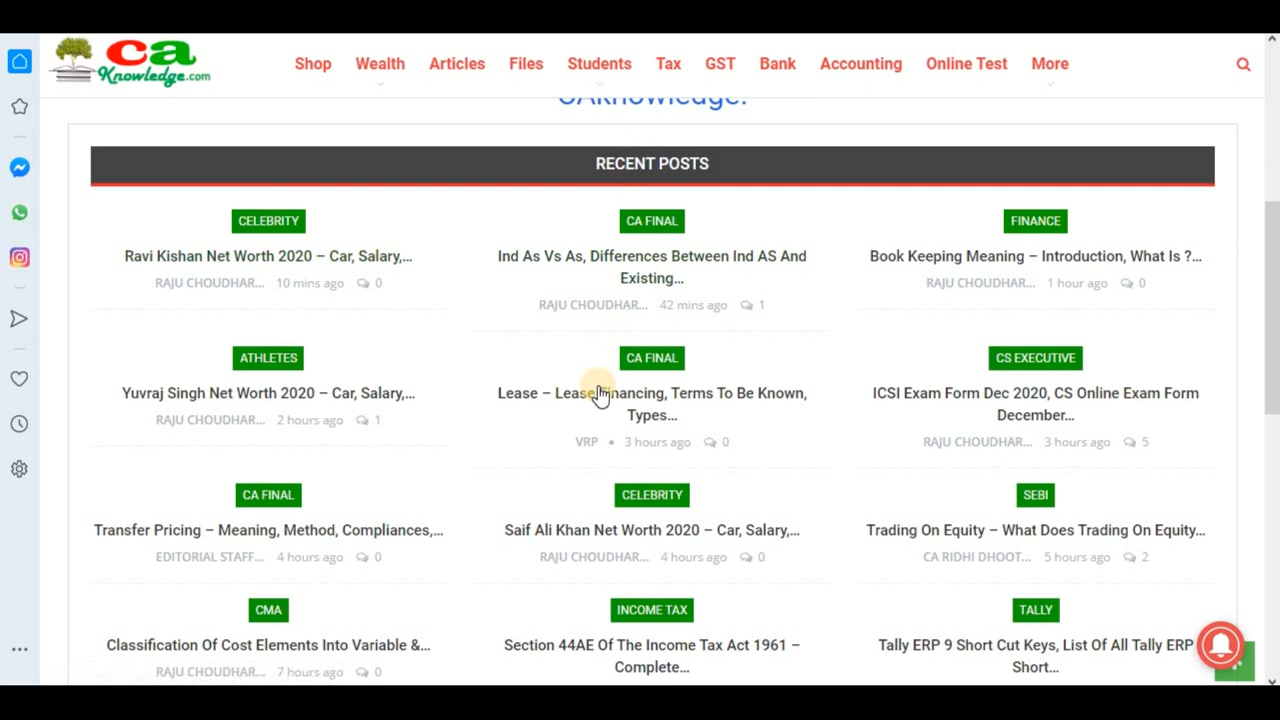 ca
Knowledge.com
Shop Wealth Articles Files Students Tax GST Bank Accounting Online Test More
CAknowledge.
RECENT POSTS
CELEBRITY
Ravi Kishan Net Worth 2020 – Car, Salary,...
RAJU CHOUDHAR... 10 mins ago 0
CA FINAL
Ind As Vs As, Differences Between Ind AS And
Existing...
RAJU CHOUDHAR... 42 mins ago 1
FINANCE
Book Keeping Meaning – Introduction, What Is ?...
RAJU CHOUDHAR... 1 hour ago 0
ATHLETES
Yuvraj Singh Net Worth 2020 – Car, Salary,...
RAJU CHOUDHAR... 2 hours ago 1
CA FINAL
Lease – Lease Financing, Terms To Be Known,
Types...
VRP • 3 hours ago 0
CS EXECUTIVE
ICSI Exam Form Dec 2020, CS Online Exam Form
December...
RAJU CHOUDHAR... 3 hours ago 5
CA FINAL
Transfer Pricing – Meaning, Method, Compliances,...
EDITORIAL STAFF... 4 hours ago 0
CELEBRITY
Saif Ali Khan Net Worth 2020 – Car, Salary,...
RAJU CHOUDHAR... 4 hours ago 0
SEBI
Trading On Equity – What Does Trading On Equity...
CA RIDHI DHOOT... 5 hours ago 2
CMA
Classification Of Cost Elements Into Variable &...
RAJU CHOUDHAR... 7 hours ago 0
INCOME TAX
Section 44AE Of The Income Tax Act 1961 –
Complete...
TALLY
Tally ERP 9 Short Cut Keys, List Of All Tally ERP
Short...